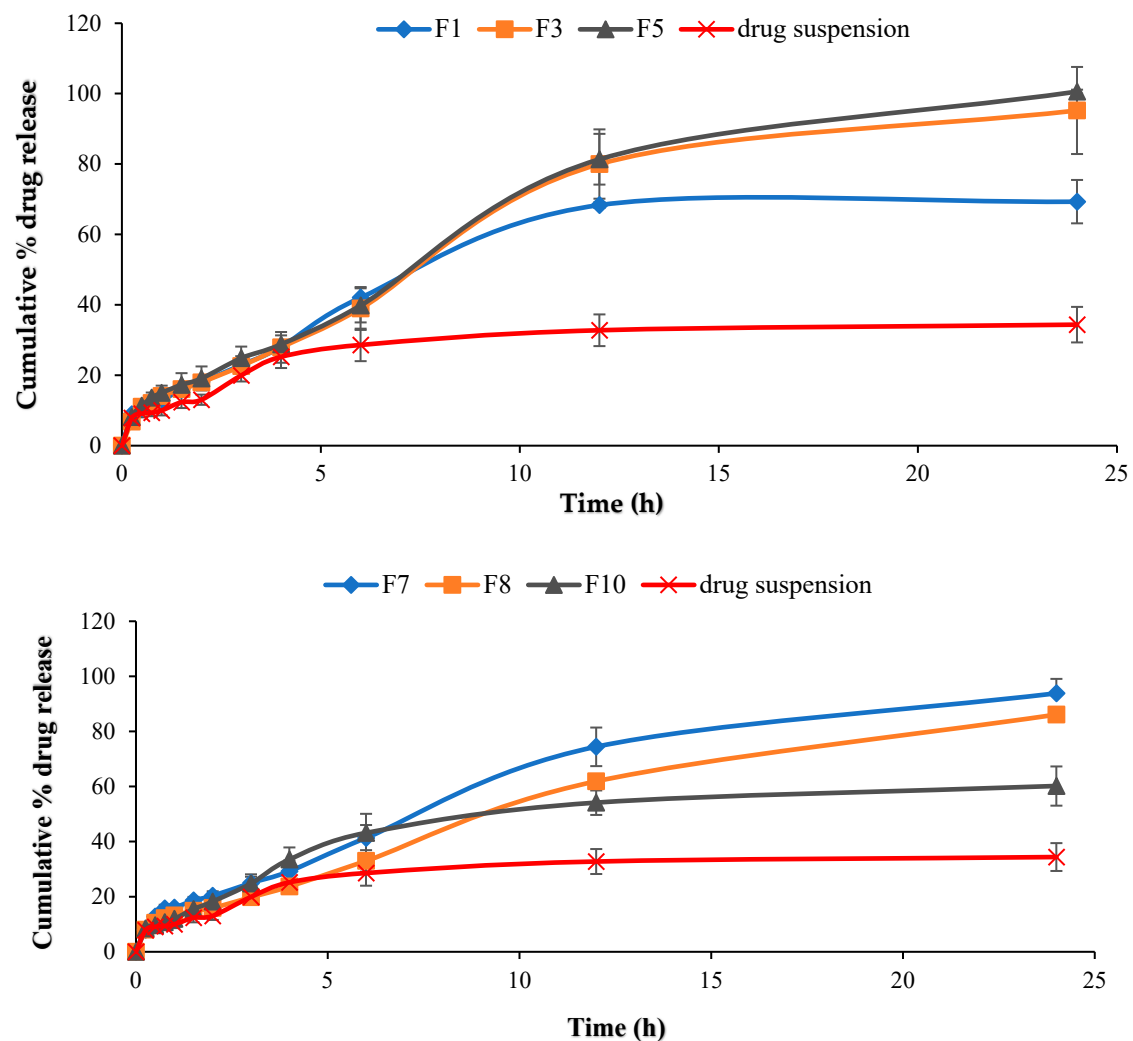 F1 F3 F5 drug suspension
120
100
80
60
40
20
0
0 5 10 15 20 25
Cumulative % drug release
Time (h)
F7 F8 F10 drug suspension
120
100
80
60
40
20
0
0 5 10 15 20 25
Cumulative % drug release
Time (h)